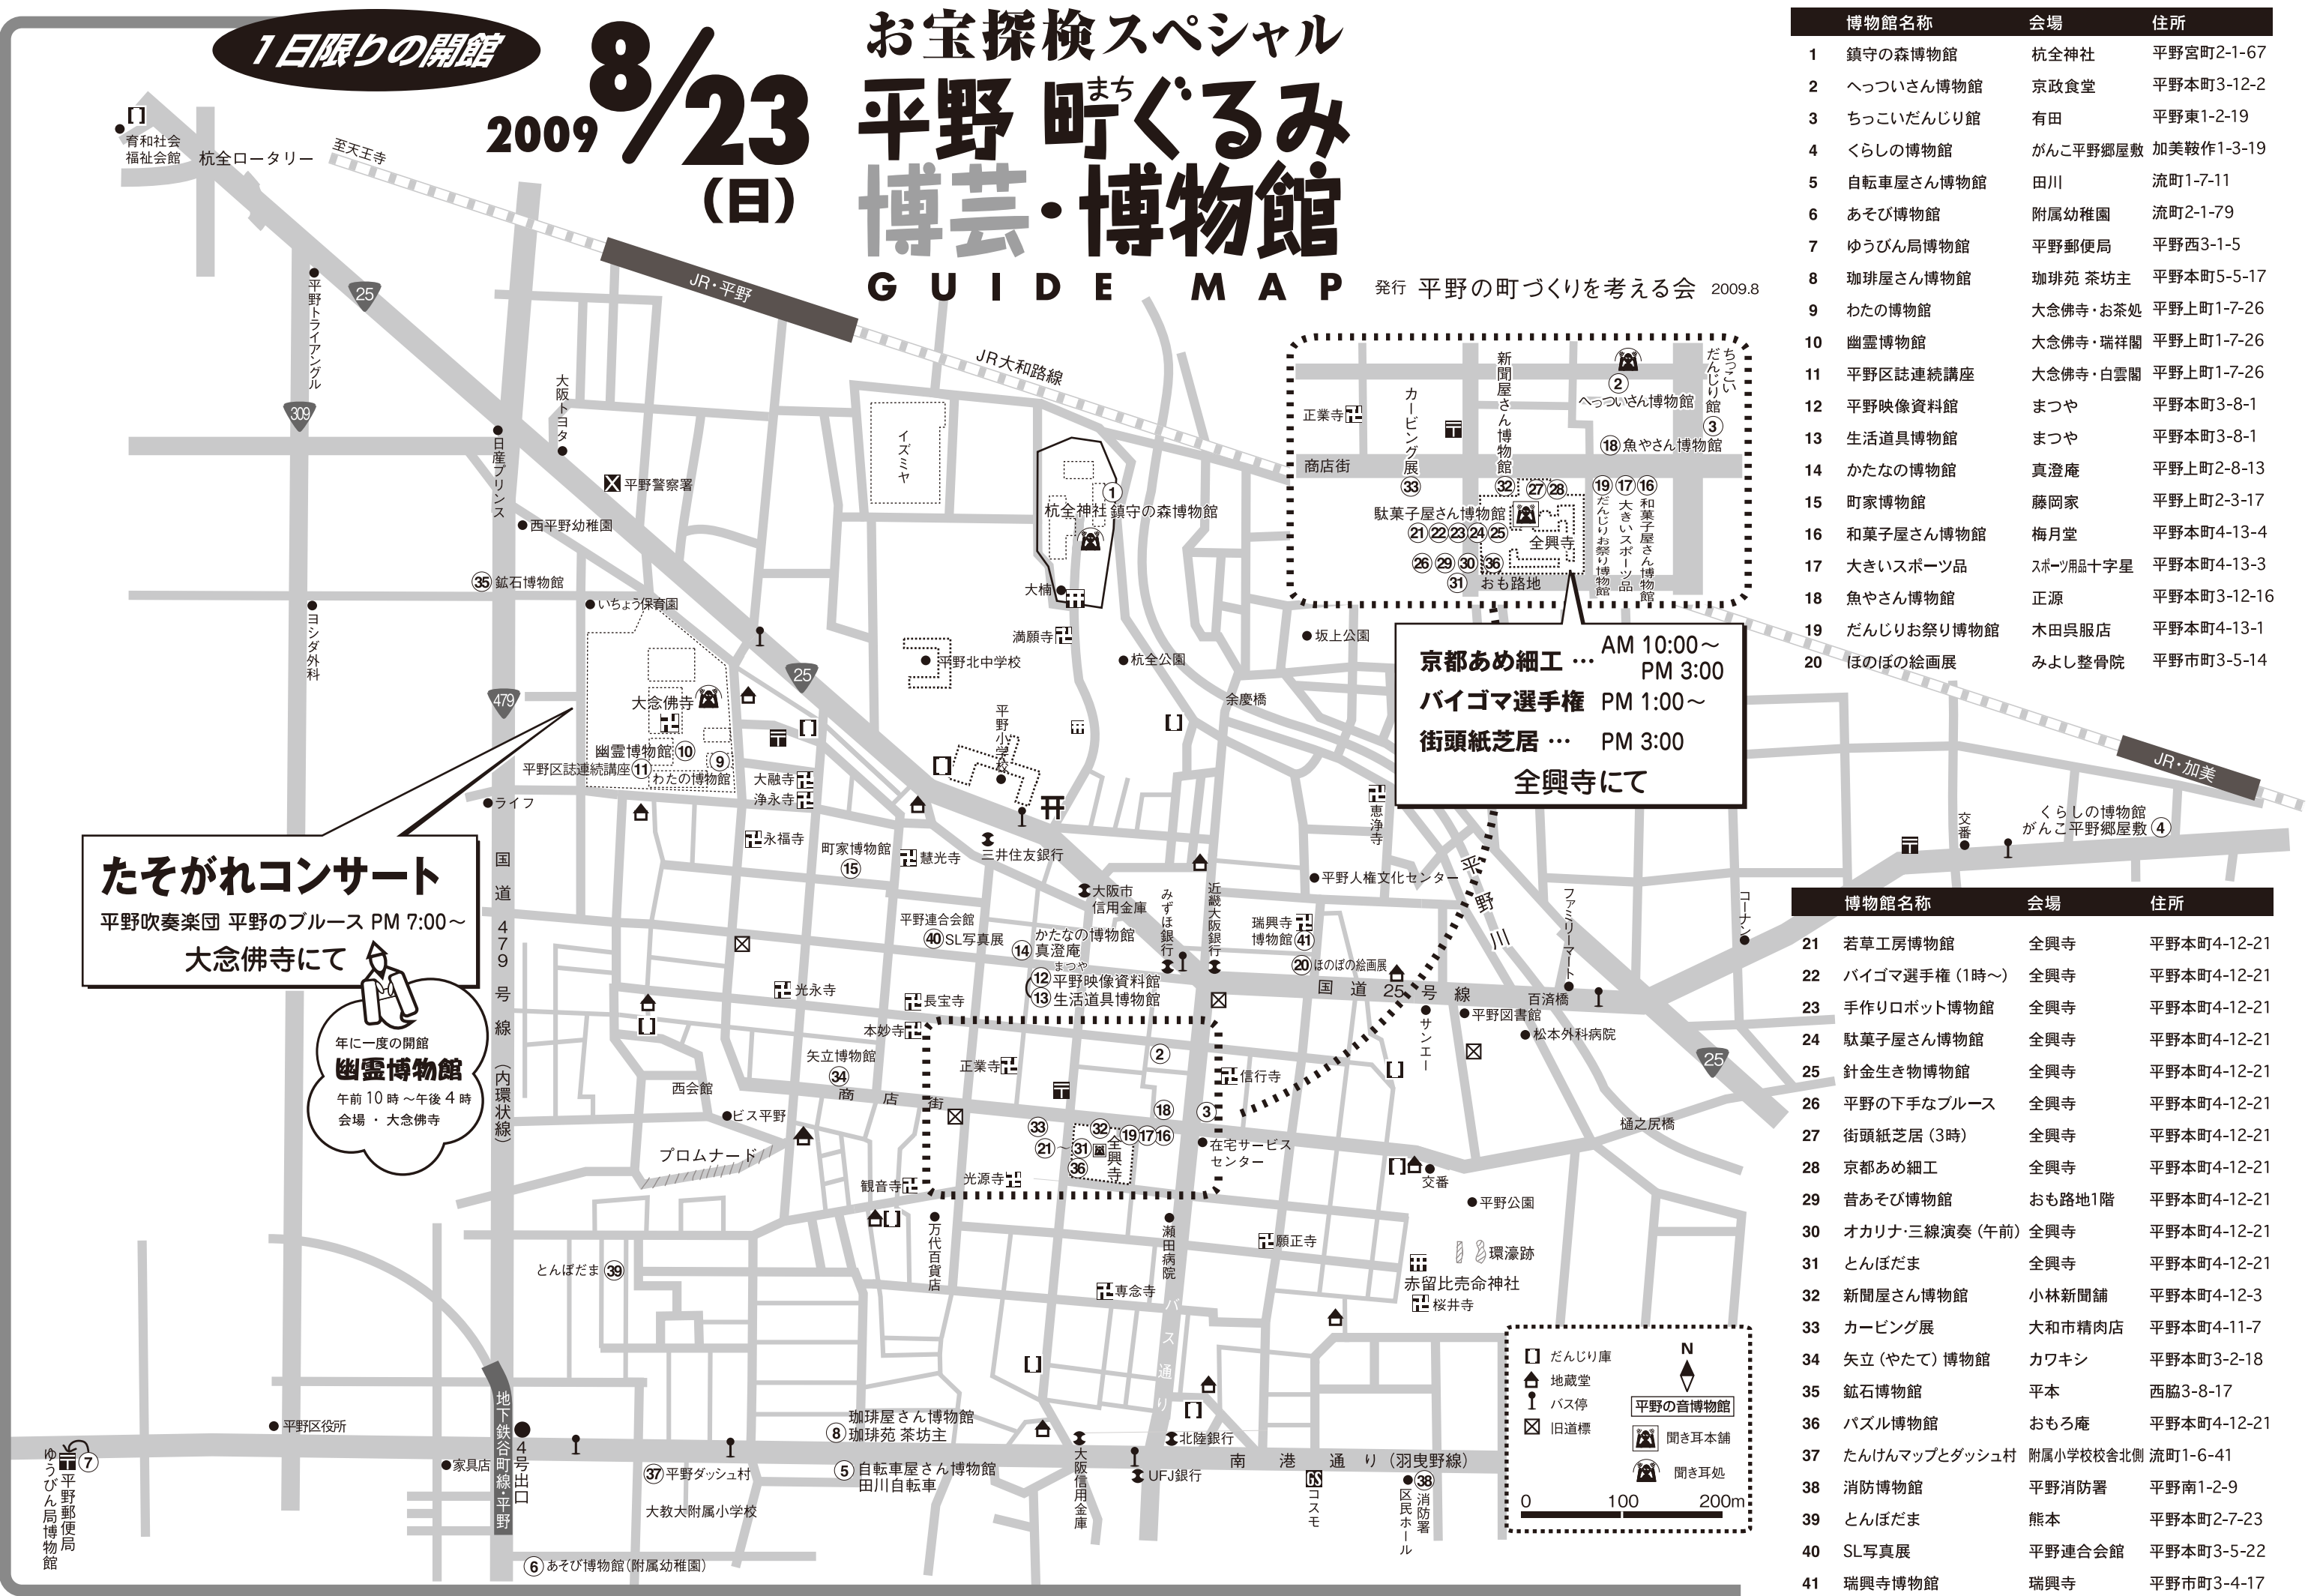 1日限りの開館
2009 8/23
(日)
お宝探検スペシャル
平野 町ぐるみ
まち
博芸・博物館
GUIDE MAP
発行 平野の町づくりを考える会 2009.8
博物館名称 会場 住所
1 鎮守の森博物館 杭全神社 平野宮町2-1-67
2 へっついさん博物館 京政食堂 平野本町3-12-2
3 ちっこいだんじり館 有田 平野東1-2-19
4 くらしの博物館 がんこ平野郷屋敷 加美鞍作1-3-19
5 自転車屋さん博物館 田川 流町1-7-11
6 あそび博物館 附属幼稚園 流町2-1-79
7 ゆうびん局博物館 平野郵便局 平野西3-1-5
8 珈琲屋さん博物館 珈琲苑 茶坊主 平野本町5-5-17
9 わたの博物館 大念佛寺・お茶処 平野上町1-7-26
10 幽霊博物館 大念佛寺・瑞祥閣 平野上町1-7-26
11 平野区誌連続講座 大念佛寺・白雲閣 平野上町1-7-26
12 平野映像資料館 まつや 平野本町3-8-1
13 生活道具博物館 まつや 平野本町3-8-1
14 かたなの博物館 真澄庵 平野上町2-8-13
15 町家博物館 藤岡家 平野上町2-3-17
16 和菓子屋さん博物館 梅月堂 平野本町4-13-4
17 大きいスポーツ品 スポーツ用品十字星 平野本町4-13-3
18 魚やさん博物館 正源 平野本町3-12-16
19 だんじりお祭り博物館 木田呉服店 平野本町4-13-1
20 ほのぼの絵画展 みよし整骨院 平野市町3-5-14
博物館名称 会場 住所
21 若草工房博物館 全興寺 平野本町4-12-21
22 バイゴマ選手権(1時〜) 全興寺 平野本町4-12-21
23 手作りロボット博物館 全興寺 平野本町4-12-21
24 駄菓子屋さん博物館 全興寺 平野本町4-12-21
25 針金生き物博物館 全興寺 平野本町4-12-21
26 平野の下手なブルース 全興寺 平野本町4-12-21
27 街頭紙芝居(3時) 全興寺 平野本町4-12-21
28 京都あめ細工 全興寺 平野本町4-12-21
29 昔あそび博物館 おも路地1階 平野本町4-12-21
30 オカリナ・三線演奏(午前) 全興寺 平野本町4-12-21
31 とんぼだま 全興寺 平野本町4-12-21
32 新聞屋さん博物館 小林新聞舗 平野本町4-12-3
33 カービング展 大和市精肉店 平野本町4-11-7
34 矢立(やたて)博物館 カワキシ 平野本町3-2-18
35 鉱石博物館 平本 西脇3-8-17
36 パズル博物館 おもろ庵 平野本町4-12-21
37 たんけんマップとダッシュ村 附属小学校校舎北側 流町1-6-41
38 消防博物館 平野消防署 平野南1-2-9
39 とんぼだま 熊本 平野本町2-7-23
40 SL写真展 平野連合会館 平野本町3-5-22
41 瑞興寺博物館 瑞興寺 平野市町3-4-17
育和社会
福祉会館
杭全ロータリー
至天王寺
JR・平野
JR大和路線
25
平野トライアングル
309
大阪トヨタ
日産プリンス
平野警察署
西平野幼稚園
35 鉱石博物館
いちょう保育園
ヨシダ外科
479
25
イズミヤ
1
杭全神社 鎮守の森博物館
大楠
満願寺
平野北中学校
杭全公園
坂上公園
余慶橋
平野小学校
大念佛寺
幽霊博物館 10
9
平野区誌連続講座 11
わたの博物館
大融寺
浄永寺
ライフ
永福寺
町家博物館
15
慧光寺
三井住友銀行
大阪市
信用金庫
みずほ銀行
近畿大阪銀行
恵浄寺
平野人権文化センター
平野川
瑞興寺
博物館 41
20 ほのぼの絵画展
平野連合会館
40 SL写真展
かたなの博物館
14 真澄庵
まつや
12 平野映像資料館
13 生活道具博物館
国道25号線
百済橋
ファミリーマート
コーナン
交番
くらしの博物館
がんこ平野郷屋敷 4
JR・加美
正業寺
カービング展
33
新聞屋さん博物館
32
2
へっついさん博物館
ちっこい
だんじり館
3
18 魚やさん博物館
商店街
27 28
19 17 16
駄菓子屋さん博物館
21 22 23 24 25
全興寺
26 29 30 36
31 おも路地
だんじりお祭り博物館
大きいスポーツ品
和菓子屋さん博物館
京都あめ細工 … AM 10:00〜
PM 3:00
バイゴマ選手権 PM 1:00〜
街頭紙芝居 … PM 3:00
全興寺にて
たそがれコンサート
平野吹奏楽団 平野のブルース PM 7:00〜
大念佛寺にて
年に一度の開館
幽霊博物館
午前10時〜午後4時
会場・大念佛寺
国道479号線(内環状線)
光永寺
長宝寺
本妙寺
矢立博物館
34
商店街
西会館
ビス平野
プロムナード
正業寺
2
信行寺
18
3
33
32
19 17 16
21 〜 31
全興寺
36
光源寺
観音寺
在宅サービス
センター
サンエー
平野図書館
松本外科病院
25
樋之尻橋
交番
平野公園
万代百貨店
瀬田病院
願正寺
専念寺
環濠跡
赤留比売命神社
桜井寺
バス通り
とんぼだま 39
地下鉄谷町線・平野
4号出口
平野区役所
家具店
7
平野郵便局
ゆうびん局博物館
37 平野ダッシュ村
大教大附属小学校
6 あそび博物館(附属幼稚園)
珈琲屋さん博物館
8 珈琲苑 茶坊主
5 自転車屋さん博物館
田川自転車
大阪信用金庫
北陸銀行
UFJ銀行
南港通り(羽曳野線)
GS
コスモ
38
区民ホール
消防署
だんじり庫
地蔵堂
バス停
旧道標
N
平野の音博物館
聞き耳本舗
聞き耳処
0 100 200m